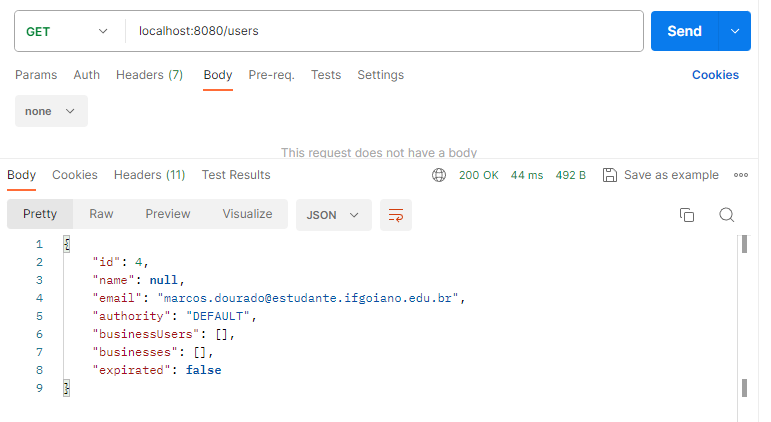 GET localhost:8080/users Send
Params Auth Headers (7) Body Pre-req. Tests Settings Cookies
none
This request does not have a body
Body Cookies Headers (11) Test Results 200 OK 44 ms 492 B Save as example
Pretty Raw Preview Visualize JSON
1 {
2 "id": 4,
3 "name": null,
4 "email": "marcos.dourado@estudante.ifgoiano.edu.br",
5 "authority": "DEFAULT",
6 "businessUsers": [],
7 "businesses": [],
8 "expirated": false
9 }